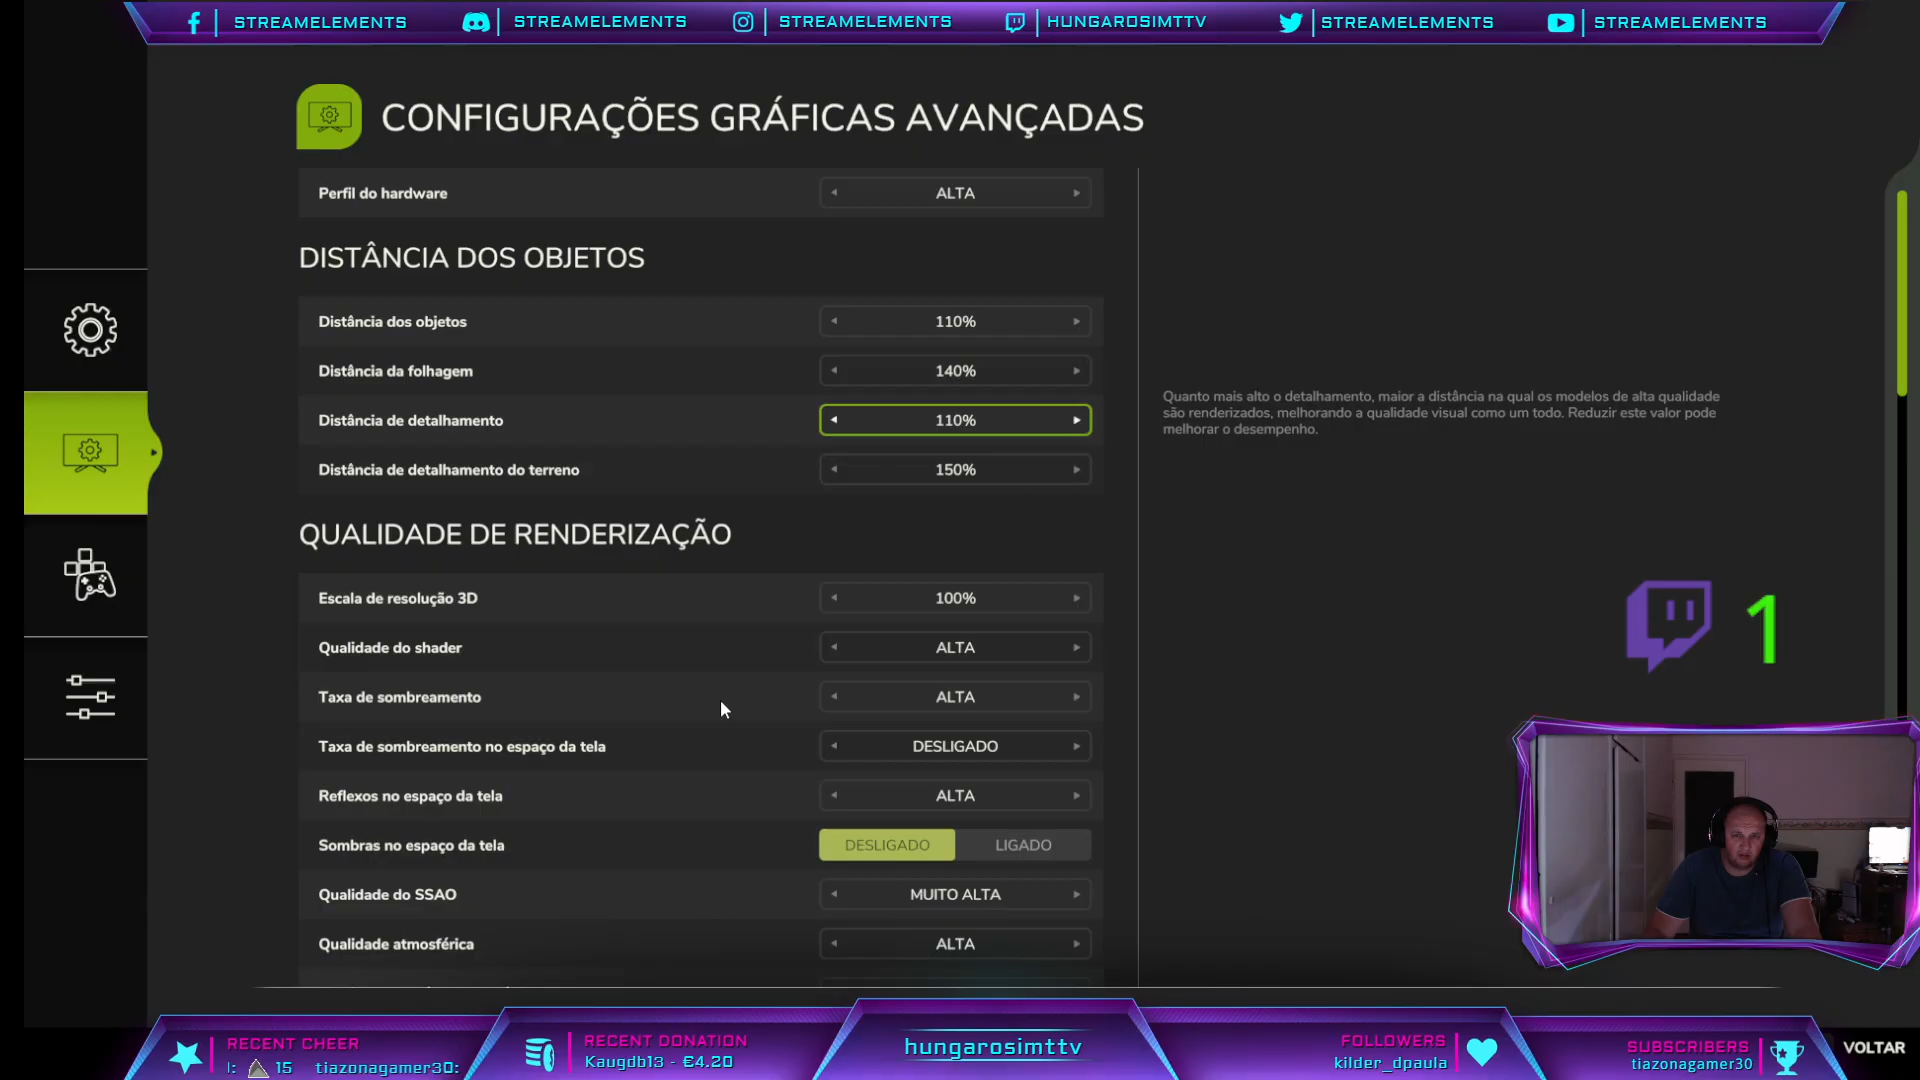 STREAMELEMENTS
STREAMELEMENTS
STREAMELEMENTS
HUNGAROSIMTTV
STREAMELEMENTS
STREAMELEMENTS
CONFIGURAÇÕES GRÁFICAS AVANÇADAS
Perfil do hardware ALTA
DISTÂNCIA DOS OBJETOS
Distância dos objetos 110%
Distância da folhagem 140%
Distância de detalhamento 110%
Distância de detalhamento do terreno 150%
Quanto mais alto o detalhamento, maior a distância na qual os modelos de alta qualidade
são renderizados, melhorando a qualidade visual como um todo. Reduzir este valor pode
melhorar o desempenho.
QUALIDADE DE RENDERIZAÇÃO
Escala de resolução 3D 100%
Qualidade do shader ALTA
Taxa de sombreamento ALTA
Taxa de sombreamento no espaço da tela DESLIGADO
Reflexos no espaço da tela ALTA
Sombras no espaço da tela DESLIGADO LIGADO
Qualidade do SSAO MUITO ALTA
Qualidade atmosférica ALTA
1
RECENT CHEER
l: 15 tiazonagamer30:
RECENT DONATION
Kaugdb13 - €4.20
hungarosimttv
FOLLOWERS
kilder_dpaula
SUBSCRIBERS
tiazonagamer30
VOLTAR